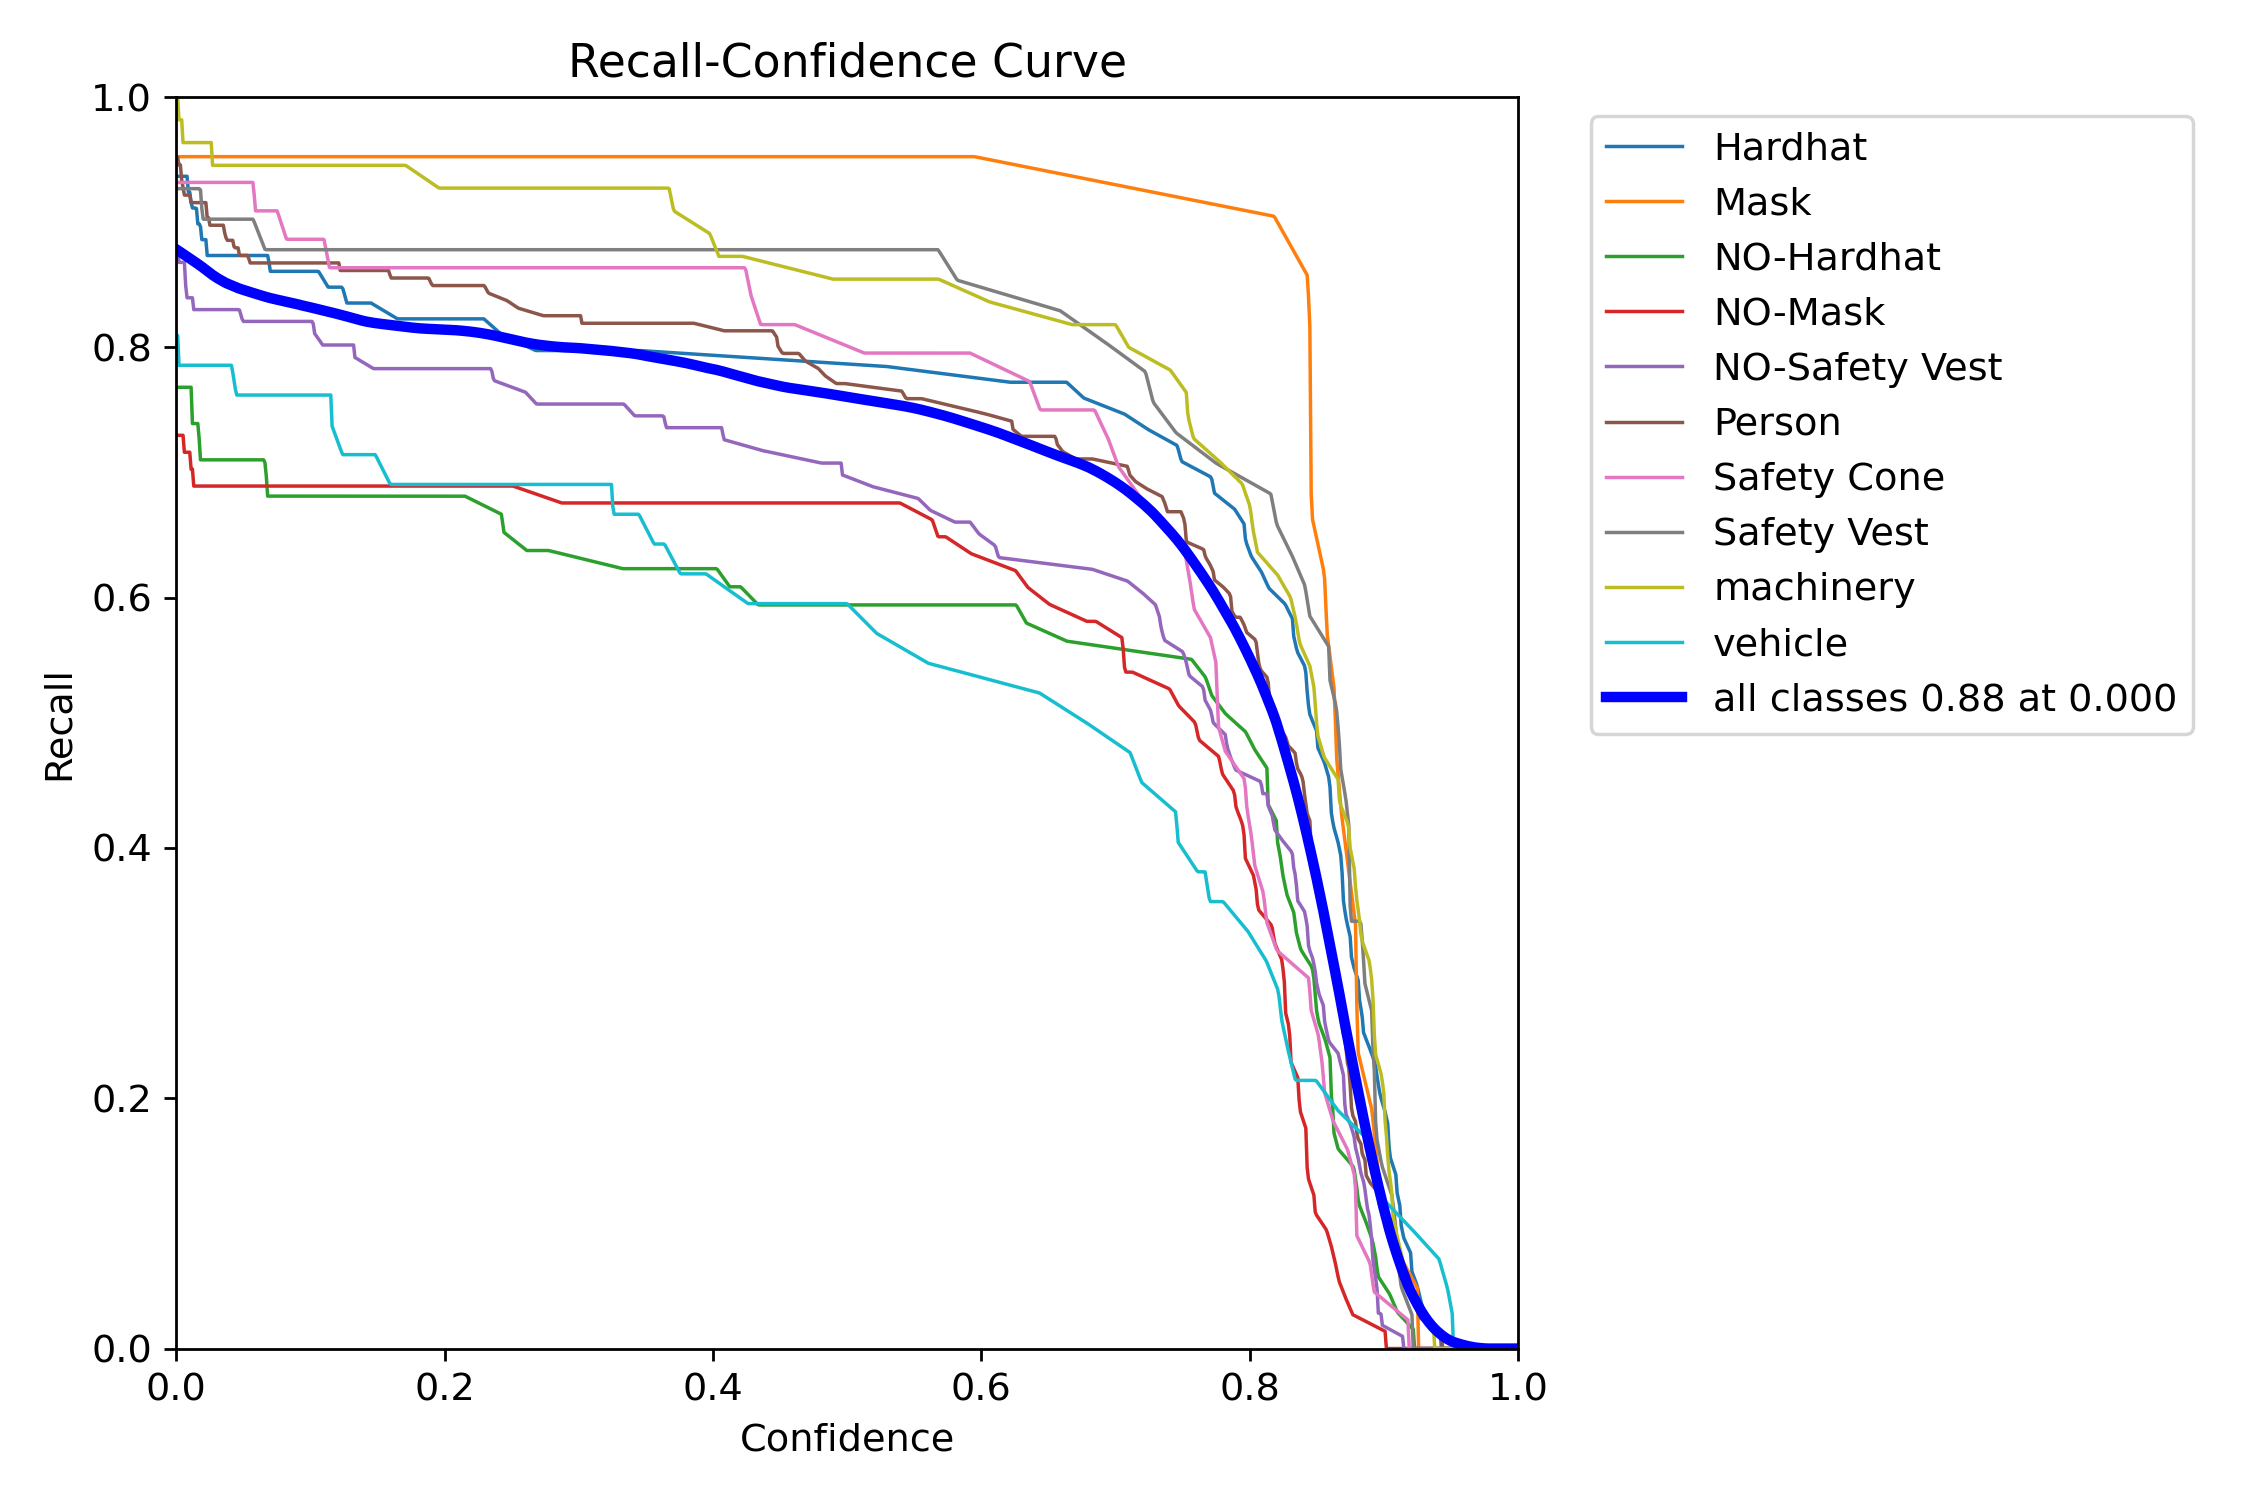 Recall-Confidence Curve
1.0
0.8
0.6
0.4
0.2
0.0
Recall
0.0 0.2 0.4 0.6 0.8 1.0
Confidence
Hardhat
Mask
NO-Hardhat
NO-Mask
NO-Safety Vest
Person
Safety Cone
Safety Vest
machinery
vehicle
all classes 0.88 at 0.000